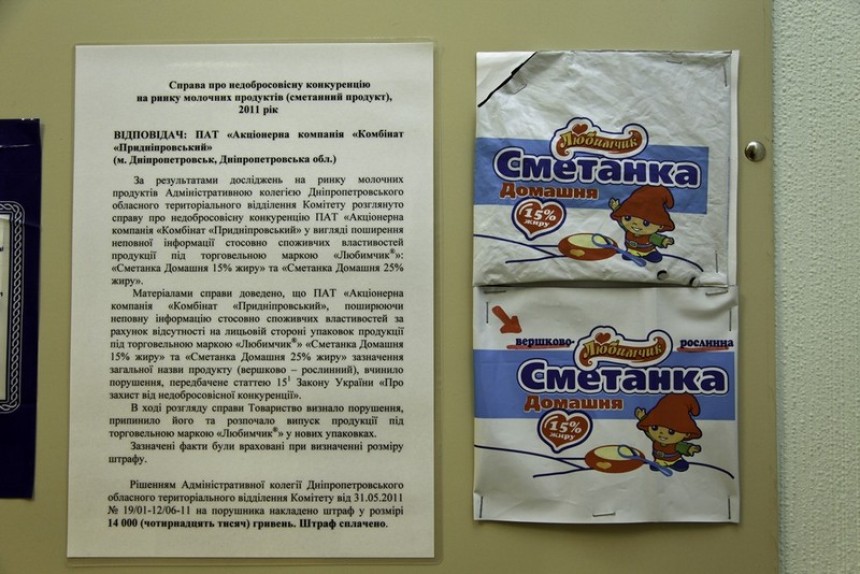 Справа про недобросовісну конкуренцію
на ринку молочних продуктів (сметанний продукт),
2011 рік
ВІДПОВІДАЧ: ПАТ «Акціонерна компанія «Комбінат
«Придніпровський»
(м. Дніпропетровськ, Дніпропетровська обл.)
За результатами досліджень на ринку молочних
продуктів Адміністративною колегією Дніпропетровського
обласного територіального відділення Комітету розглянуто
справу про недобросовісну конкуренцію ПАТ «Акціонерна
компанія «Комбінат «Придніпровський» у вигляді поширення
неповної інформації стосовно споживчих властивостей
продукції під торговельною маркою «Любимчик®»:
«Сметанка Домашня 15% жиру» та «Сметанка Домашня 25%
жиру».
Матеріалами справи доведено, що ПАТ «Акціонерна
компанія «Комбінат «Придніпровський», поширюючи
неповну інформацію стосовно споживчих властивостей за
рахунок відсутності на лицьовій стороні упаковок продукції
під торговельною маркою «Любимчик®» «Сметанка Домашня
15% жиру» та «Сметанка Домашня 25% жиру» зазначення
загальної назви продукту (вершково – рослинний), вчинило
порушення, передбачене статтею 15¹ Закону України «Про
захист від недобросовісної конкуренції».
В ході розгляду справи Товариство визнало порушення,
припинило його та розпочало випуск продукції під
торговельною маркою «Любимчик®» у нових упаковках.
Зазначені факти були враховані при визначенні розміру
штрафу.
Рішенням Адміністративної колегії Дніпропетровського
обласного територіального відділення Комітету від 31.05.2011
№ 19/01-12/06-11 на порушника накладено штраф у розмірі
14 000 (чотирнадцять тисяч) гривень. Штраф сплачено.
Любимчик
Сметанка
Домашня
15%
жиру
вершково- рослинна
Любимчик
Сметанка
Домашня
15%
жиру